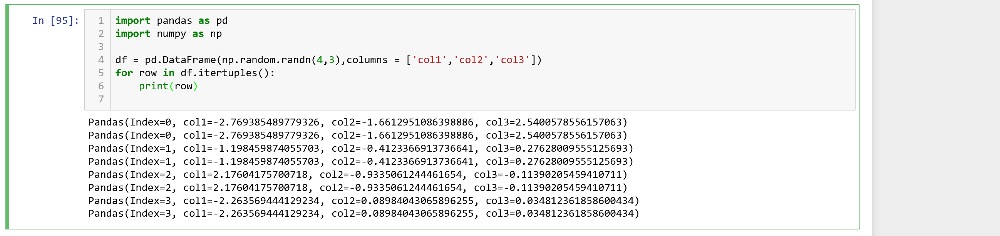 In [95]:
1 import pandas as pd
2 import numpy as np
3
4 df = pd.DataFrame(np.random.randn(4,3),columns = ['col1','col2','col3'])
5 for row in df.itertuples():
6     print(row)
7
Pandas(Index=0, col1=-2.769385489779326, col2=-1.6612951086398886, col3=2.5400578556157063)
Pandas(Index=0, col1=-2.769385489779326, col2=-1.6612951086398886, col3=2.5400578556157063)
Pandas(Index=1, col1=-1.198459874055703, col2=-0.4123366913736641, col3=0.27628009555125693)
Pandas(Index=1, col1=-1.198459874055703, col2=-0.4123366913736641, col3=0.27628009555125693)
Pandas(Index=2, col1=2.17604175700718, col2=-0.9335061244461654, col3=-0.11390205459410711)
Pandas(Index=2, col1=2.17604175700718, col2=-0.9335061244461654, col3=-0.11390205459410711)
Pandas(Index=3, col1=-2.263569444129234, col2=0.08984043065896255, col3=0.034812361858600434)
Pandas(Index=3, col1=-2.263569444129234, col2=0.08984043065896255, col3=0.034812361858600434)